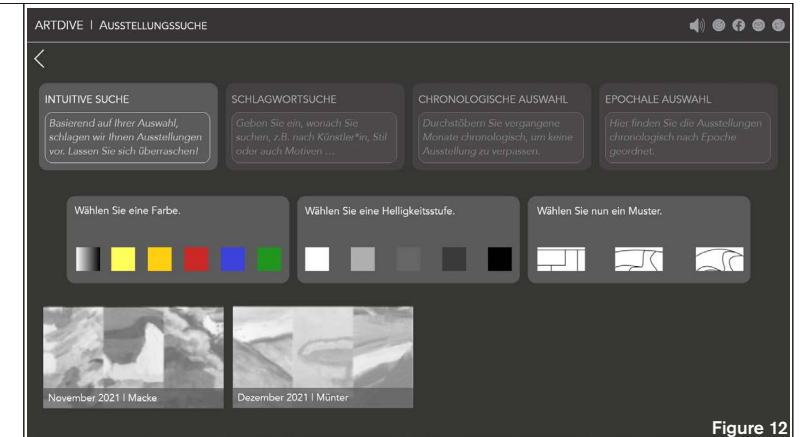 ARTDIVE | AUSSTELLUNGSSUCHE
INTUITIVE SUCHE
Basierend auf Ihrer Auswahl,
schlagen wir Ihnen Ausstellungen
vor. Lassen Sie sich überraschen!
SCHLAGWORTSUCHE
Geben Sie ein, wonach Sie
suchen, z.B. nach Künstler*in, Stil
oder auch Motiven ...
CHRONOLOGISCHE AUSWAHL
Durchstöbern Sie vergangene
Monate chronologisch, um keine
Ausstellung zu verpassen.
EPOCHALE AUSWAHL
Hier finden Sie die Ausstellungen
chronologisch nach Epoche
geordnet.
Wählen Sie eine Farbe.
Wählen Sie eine Helligkeitsstufe.
Wählen Sie nun ein Muster.
November 2021 | Macke
Dezember 2021 | Münter
Figure 12